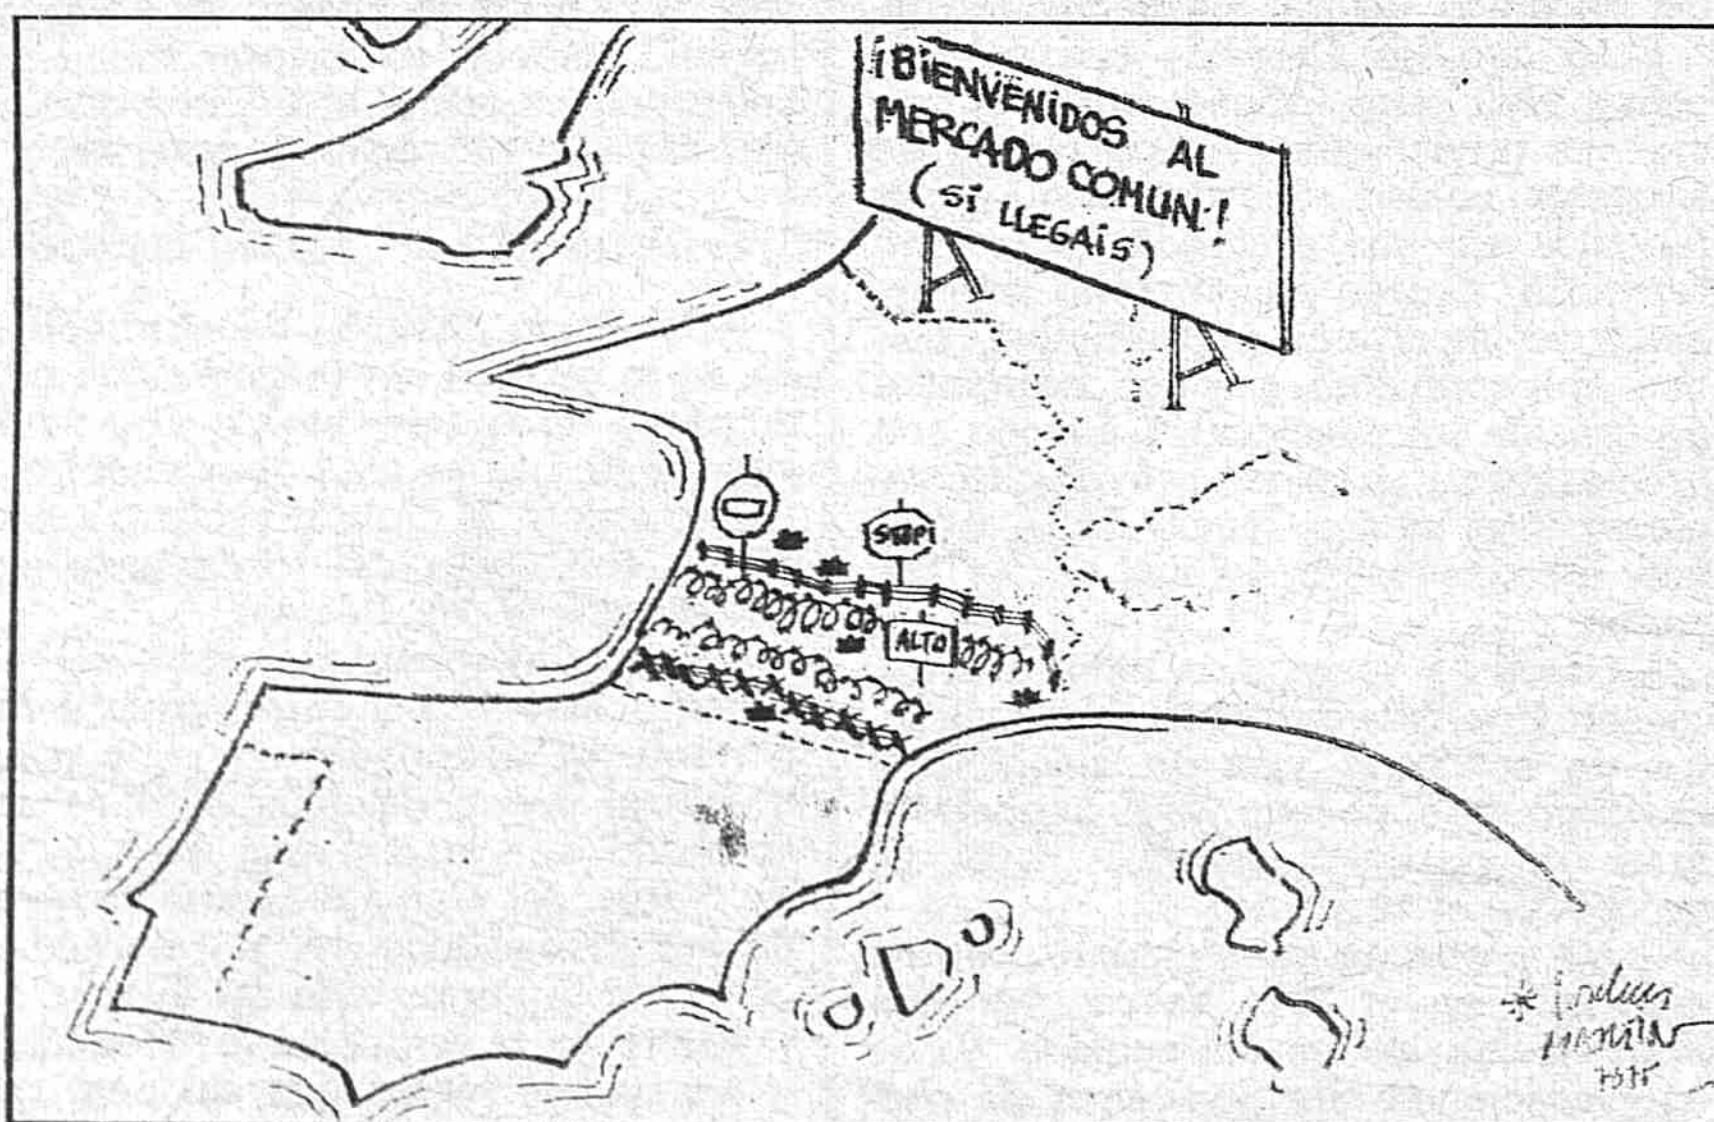 ¡BIENVENIDOS AL
MERCADO COMUN.!
(SI LLEGAIS)
STOP
ALTO